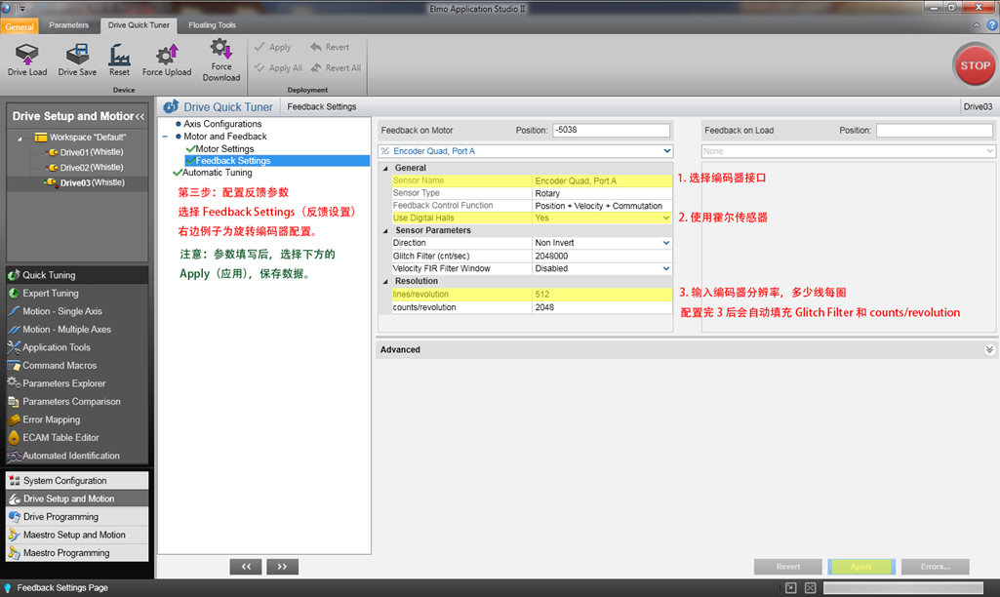 Elmo Application Studio II
General
Parameters
Drive Quick Tuner
Floating Tools
Drive Load
Drive Save
Reset
Force Upload
Force
Download
Apply
Revert
Apply All
Revert All
Device
Deployment
STOP
Drive Setup and Motion<<
Workspace "Default"
Drive01 (Whistle)
Drive02 (Whistle)
Drive03 (Whistle)
Quick Tuning
Expert Tuning
Motion - Single Axis
Motion - Multiple Axes
Application Tools
Command Macros
Parameters Explorer
Parameters Comparison
Error Mapping
ECAM Table Editor
Automated Identification
System Configuration
Drive Setup and Motion
Drive Programming
Maestro Setup and Motion
Maestro Programming
Drive Quick Tuner
Feedback Settings
Drive03
Axis Configurations
Motor and Feedback
Motor Settings
Feedback Settings
Automatic Tuning
第三步：配置反馈参数
选择 Feedback Settings（反馈设置）
右边例子为旋转编码器配置。
注意：参数填写后，选择下方的
Apply（应用），保存数据。
Feedback on Motor Position: -5038
Encoder Quad, Port A
General
Sensor Name Encoder Quad, Port A
Sensor Type Rotary
Feedback Control Function Position + Velocity + Commutation
Use Digital Halls Yes
Sensor Parameters
Direction Non Invert
Glitch Filter (cnt/sec) 2048000
Velocity FIR Filter Window Disabled
Resolution
lines/revolution 512
counts/revolution 2048
Feedback on Load Position:
None
1. 选择编码器接口
2. 使用霍尔传感器
3. 输入编码器分辨率，多少线每圈
配置完 3 后会自动填充 Glitch Filter 和 counts/revolution
Advanced
<< >>
Revert Apply Errors...
Feedback Settings Page